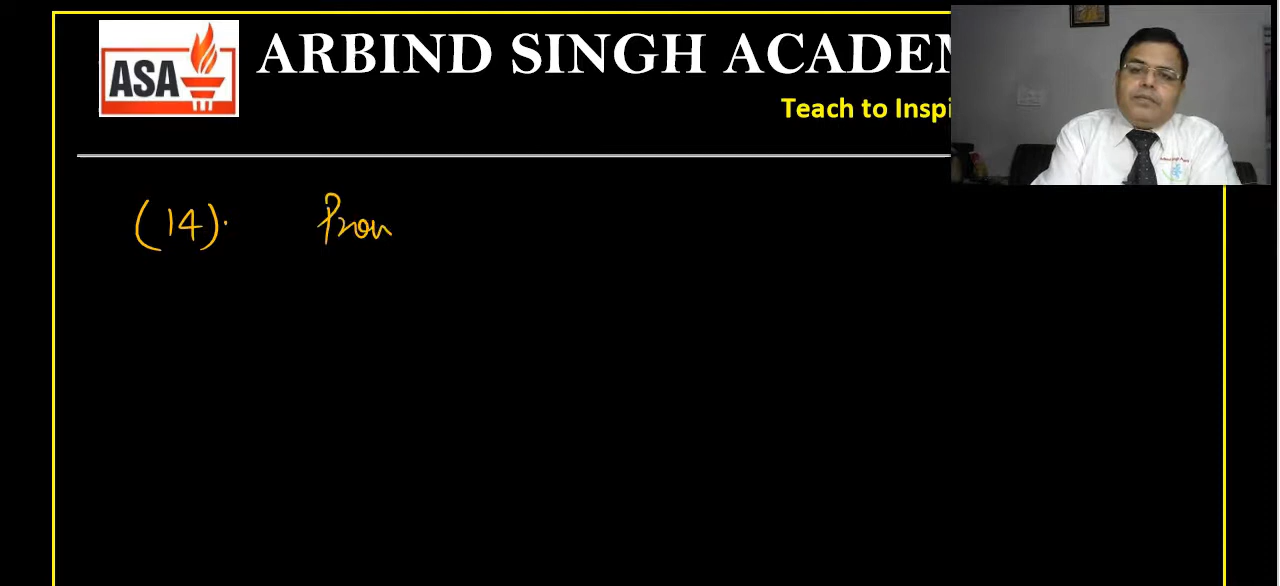 ASA
ARBIND SINGH ACADEM
Teach to Inspi
(14). Prov